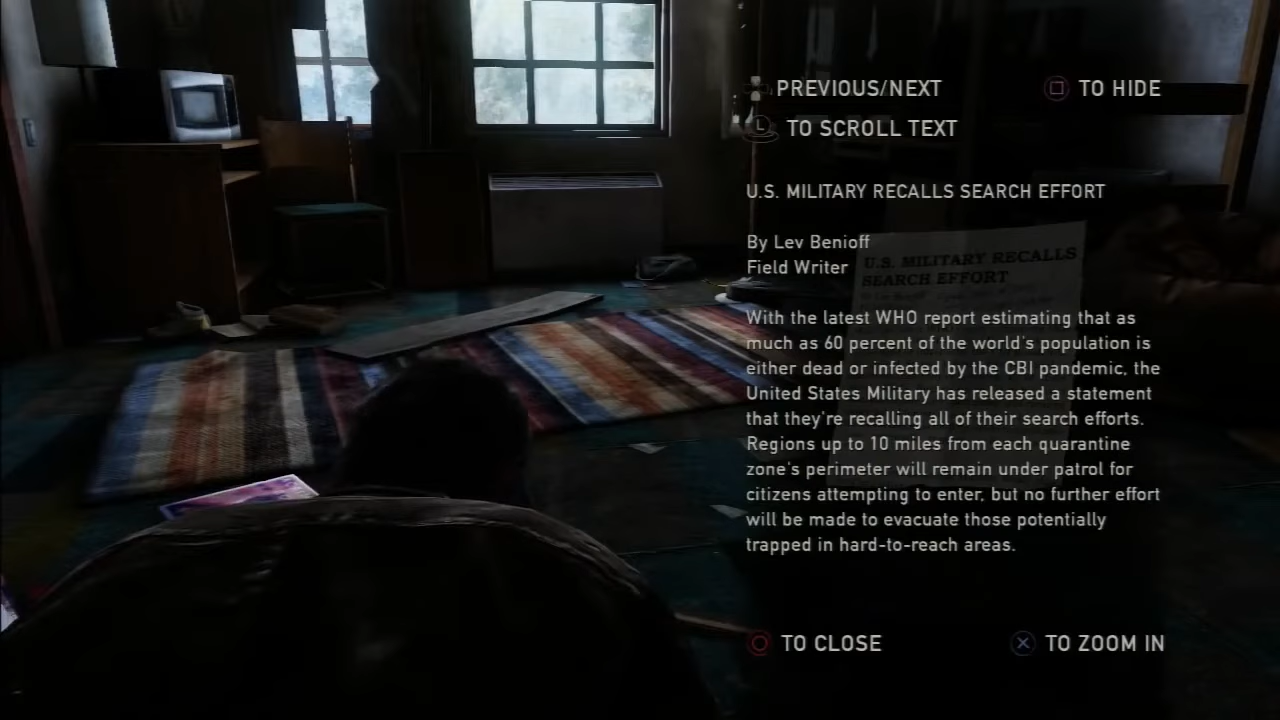 PREVIOUS/NEXT
TO HIDE
L TO SCROLL TEXT
U.S. MILITARY RECALLS SEARCH EFFORT
By Lev Benioff
Field Writer
U.S. MILITARY RECALLS
SEARCH EFFORT
With the latest WHO report estimating that as
much as 60 percent of the world's population is
either dead or infected by the CBI pandemic, the
United States Military has released a statement
that they're recalling all of their search efforts.
Regions up to 10 miles from each quarantine
zone's perimeter will remain under patrol for
citizens attempting to enter, but no further effort
will be made to evacuate those potentially
trapped in hard-to-reach areas.
TO CLOSE
TO ZOOM IN